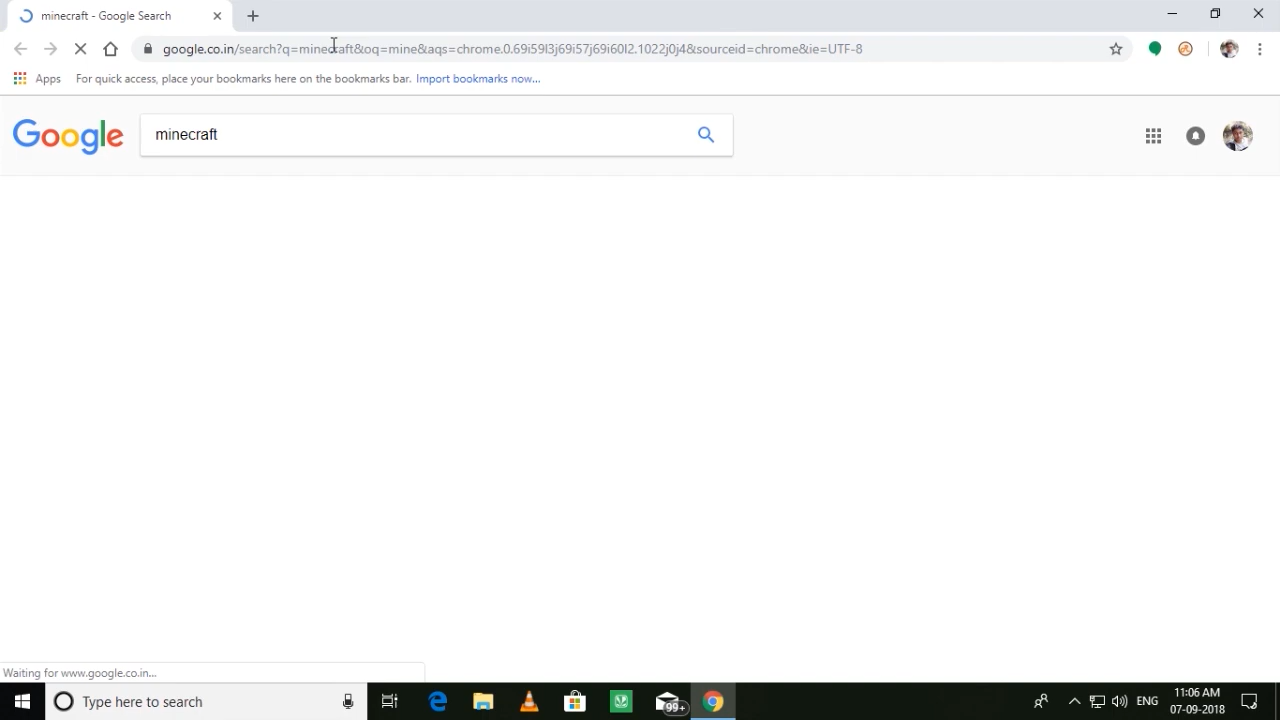 minecraft - Google Search
google.co.in/search?q=minecraft&oq=mine&aqs=chrome.0.69i59l3j69i57j69i60l2.1022j0j4&sourceid=chrome&ie=UTF-8
Apps For quick access, place your bookmarks here on the bookmarks bar. Import bookmarks now...
Google minecraft
Waiting for www.google.co.in...
Type here to search
99+
ENG
11:06 AM
07-09-2018